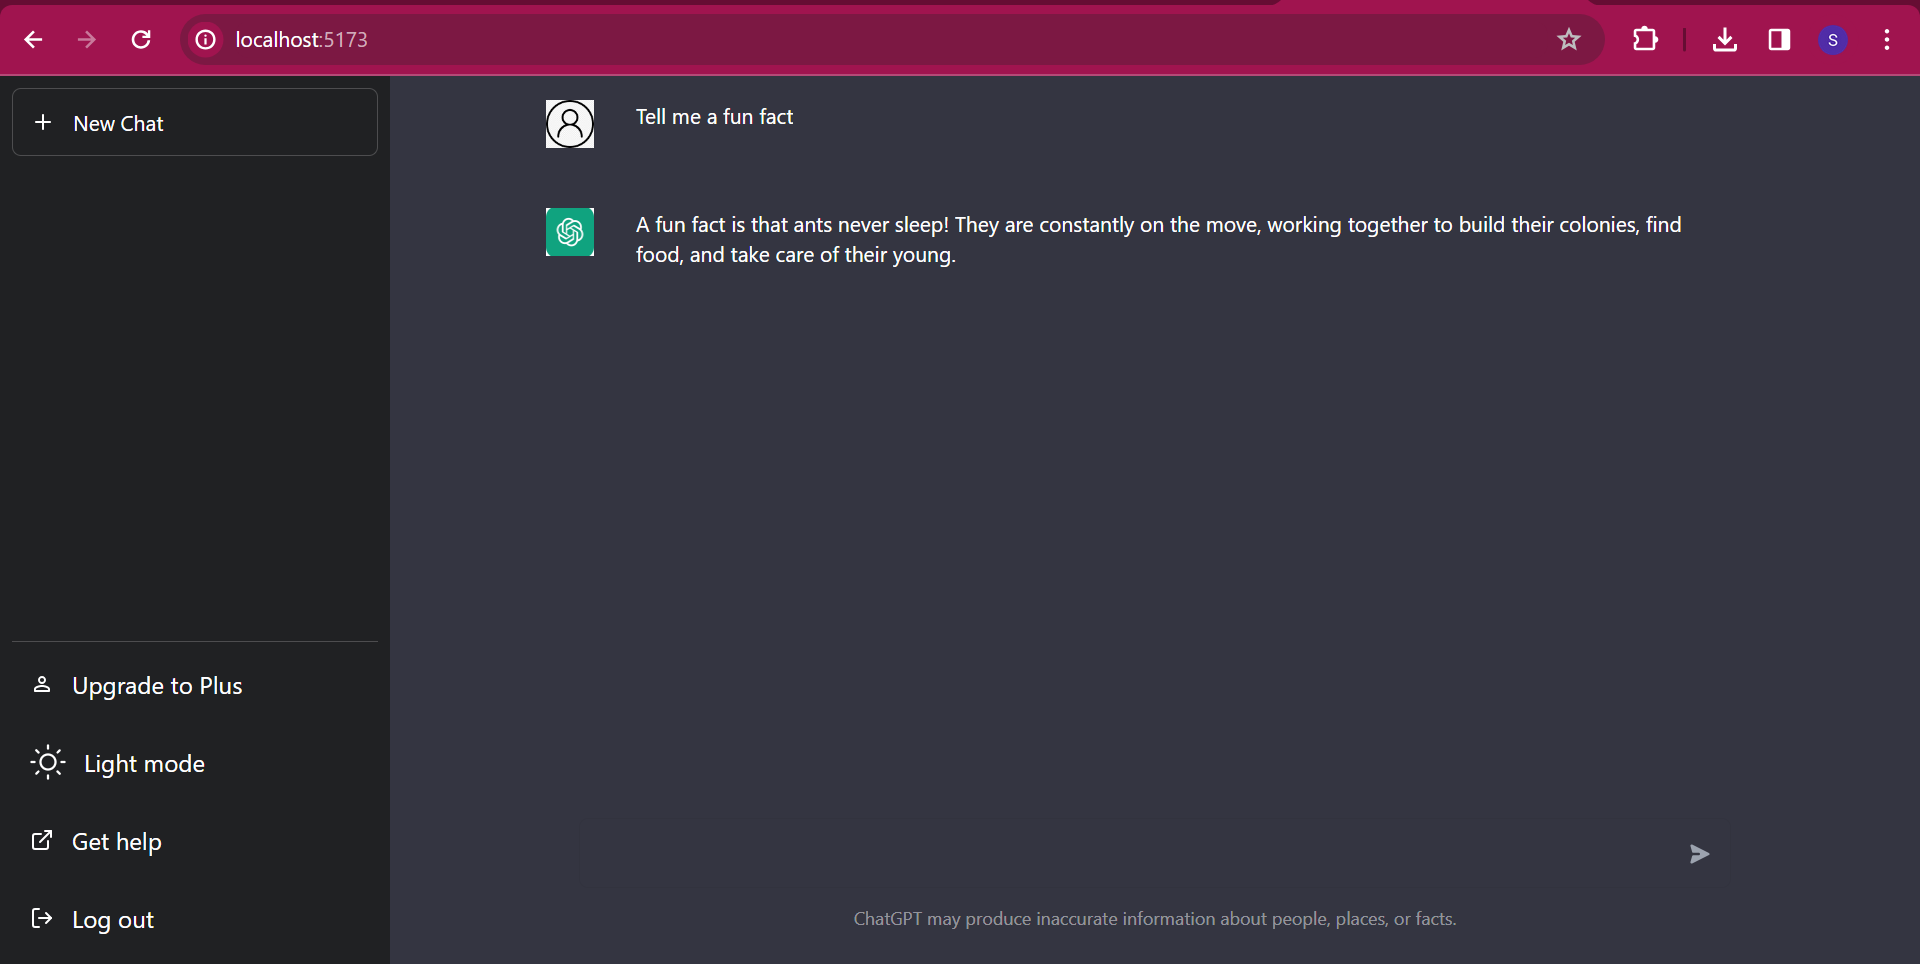 localhost:5173
S
New Chat
Tell me a fun fact
A fun fact is that ants never sleep! They are constantly on the move, working together to build their colonies, find
food, and take care of their young.
Upgrade to Plus
Light mode
Get help
Log out
ChatGPT may produce inaccurate information about people, places, or facts.